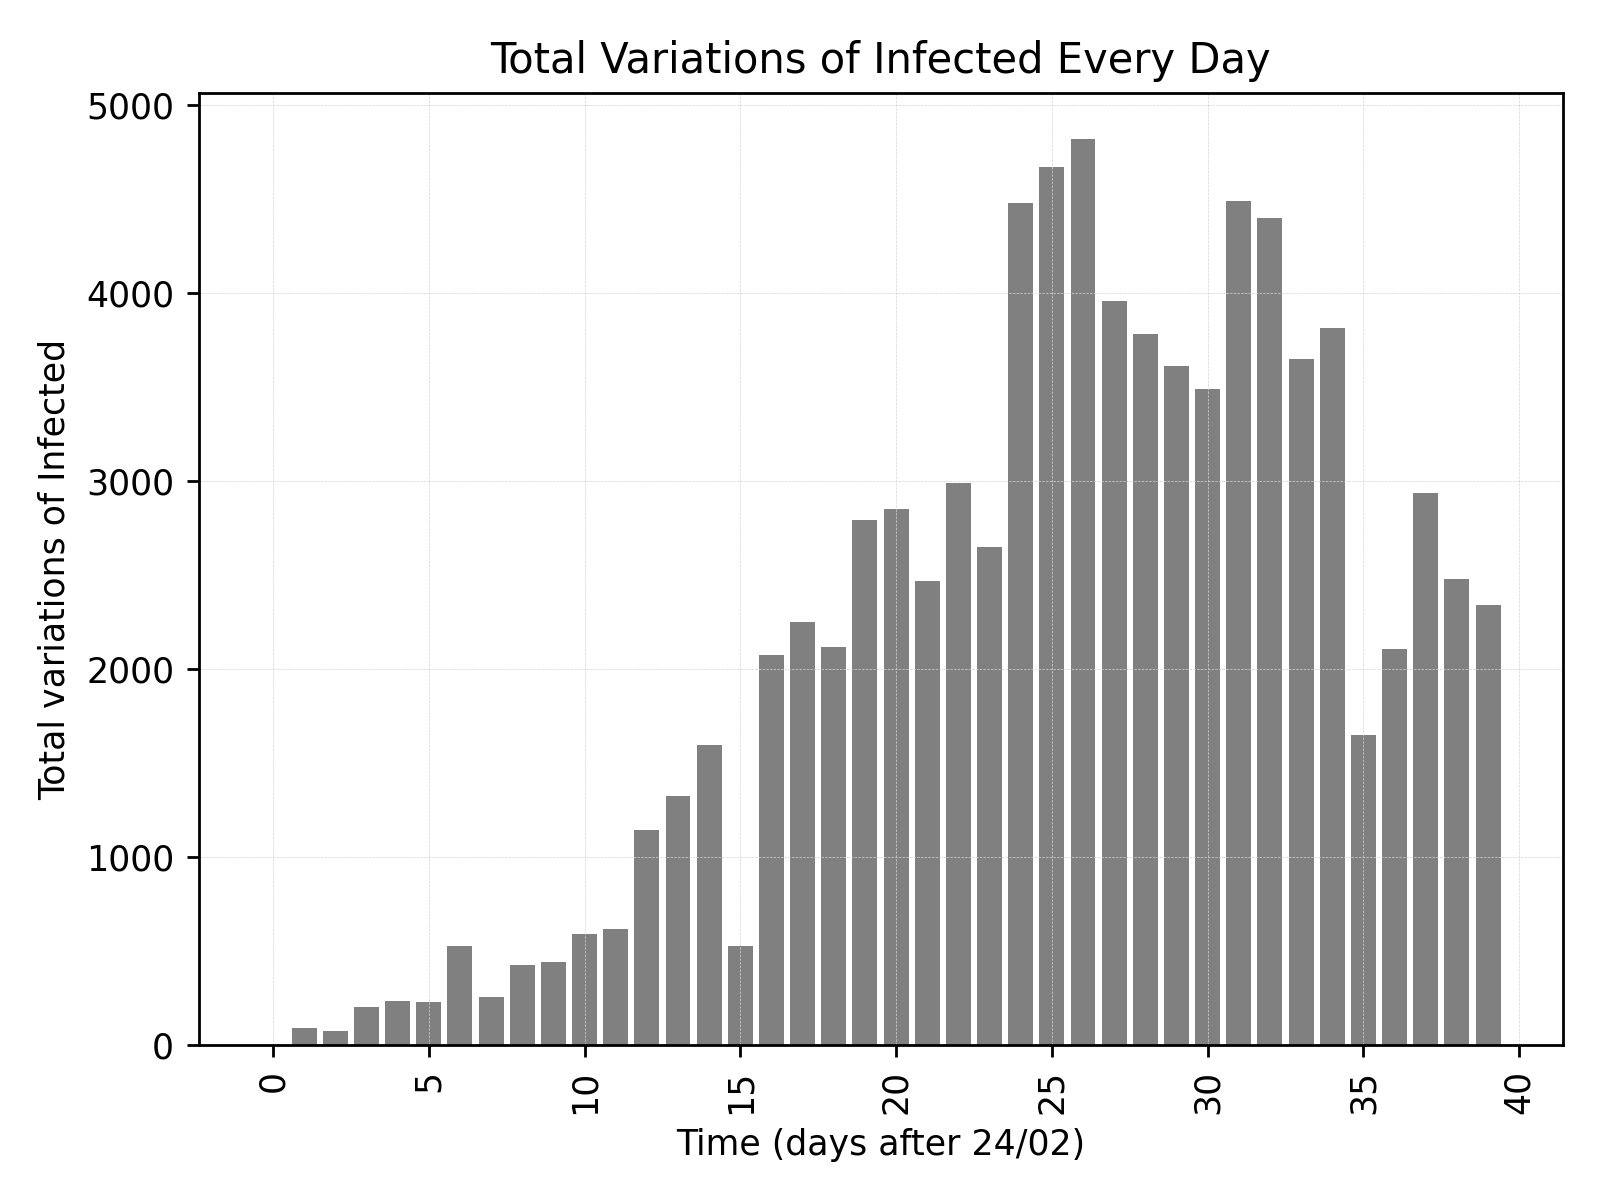 Total Variations of Infected Every Day
Total variations of Infected
5000
4000
3000
2000
1000
0
0 5 10 15 20 25 30 35 40
Time (days after 24/02)